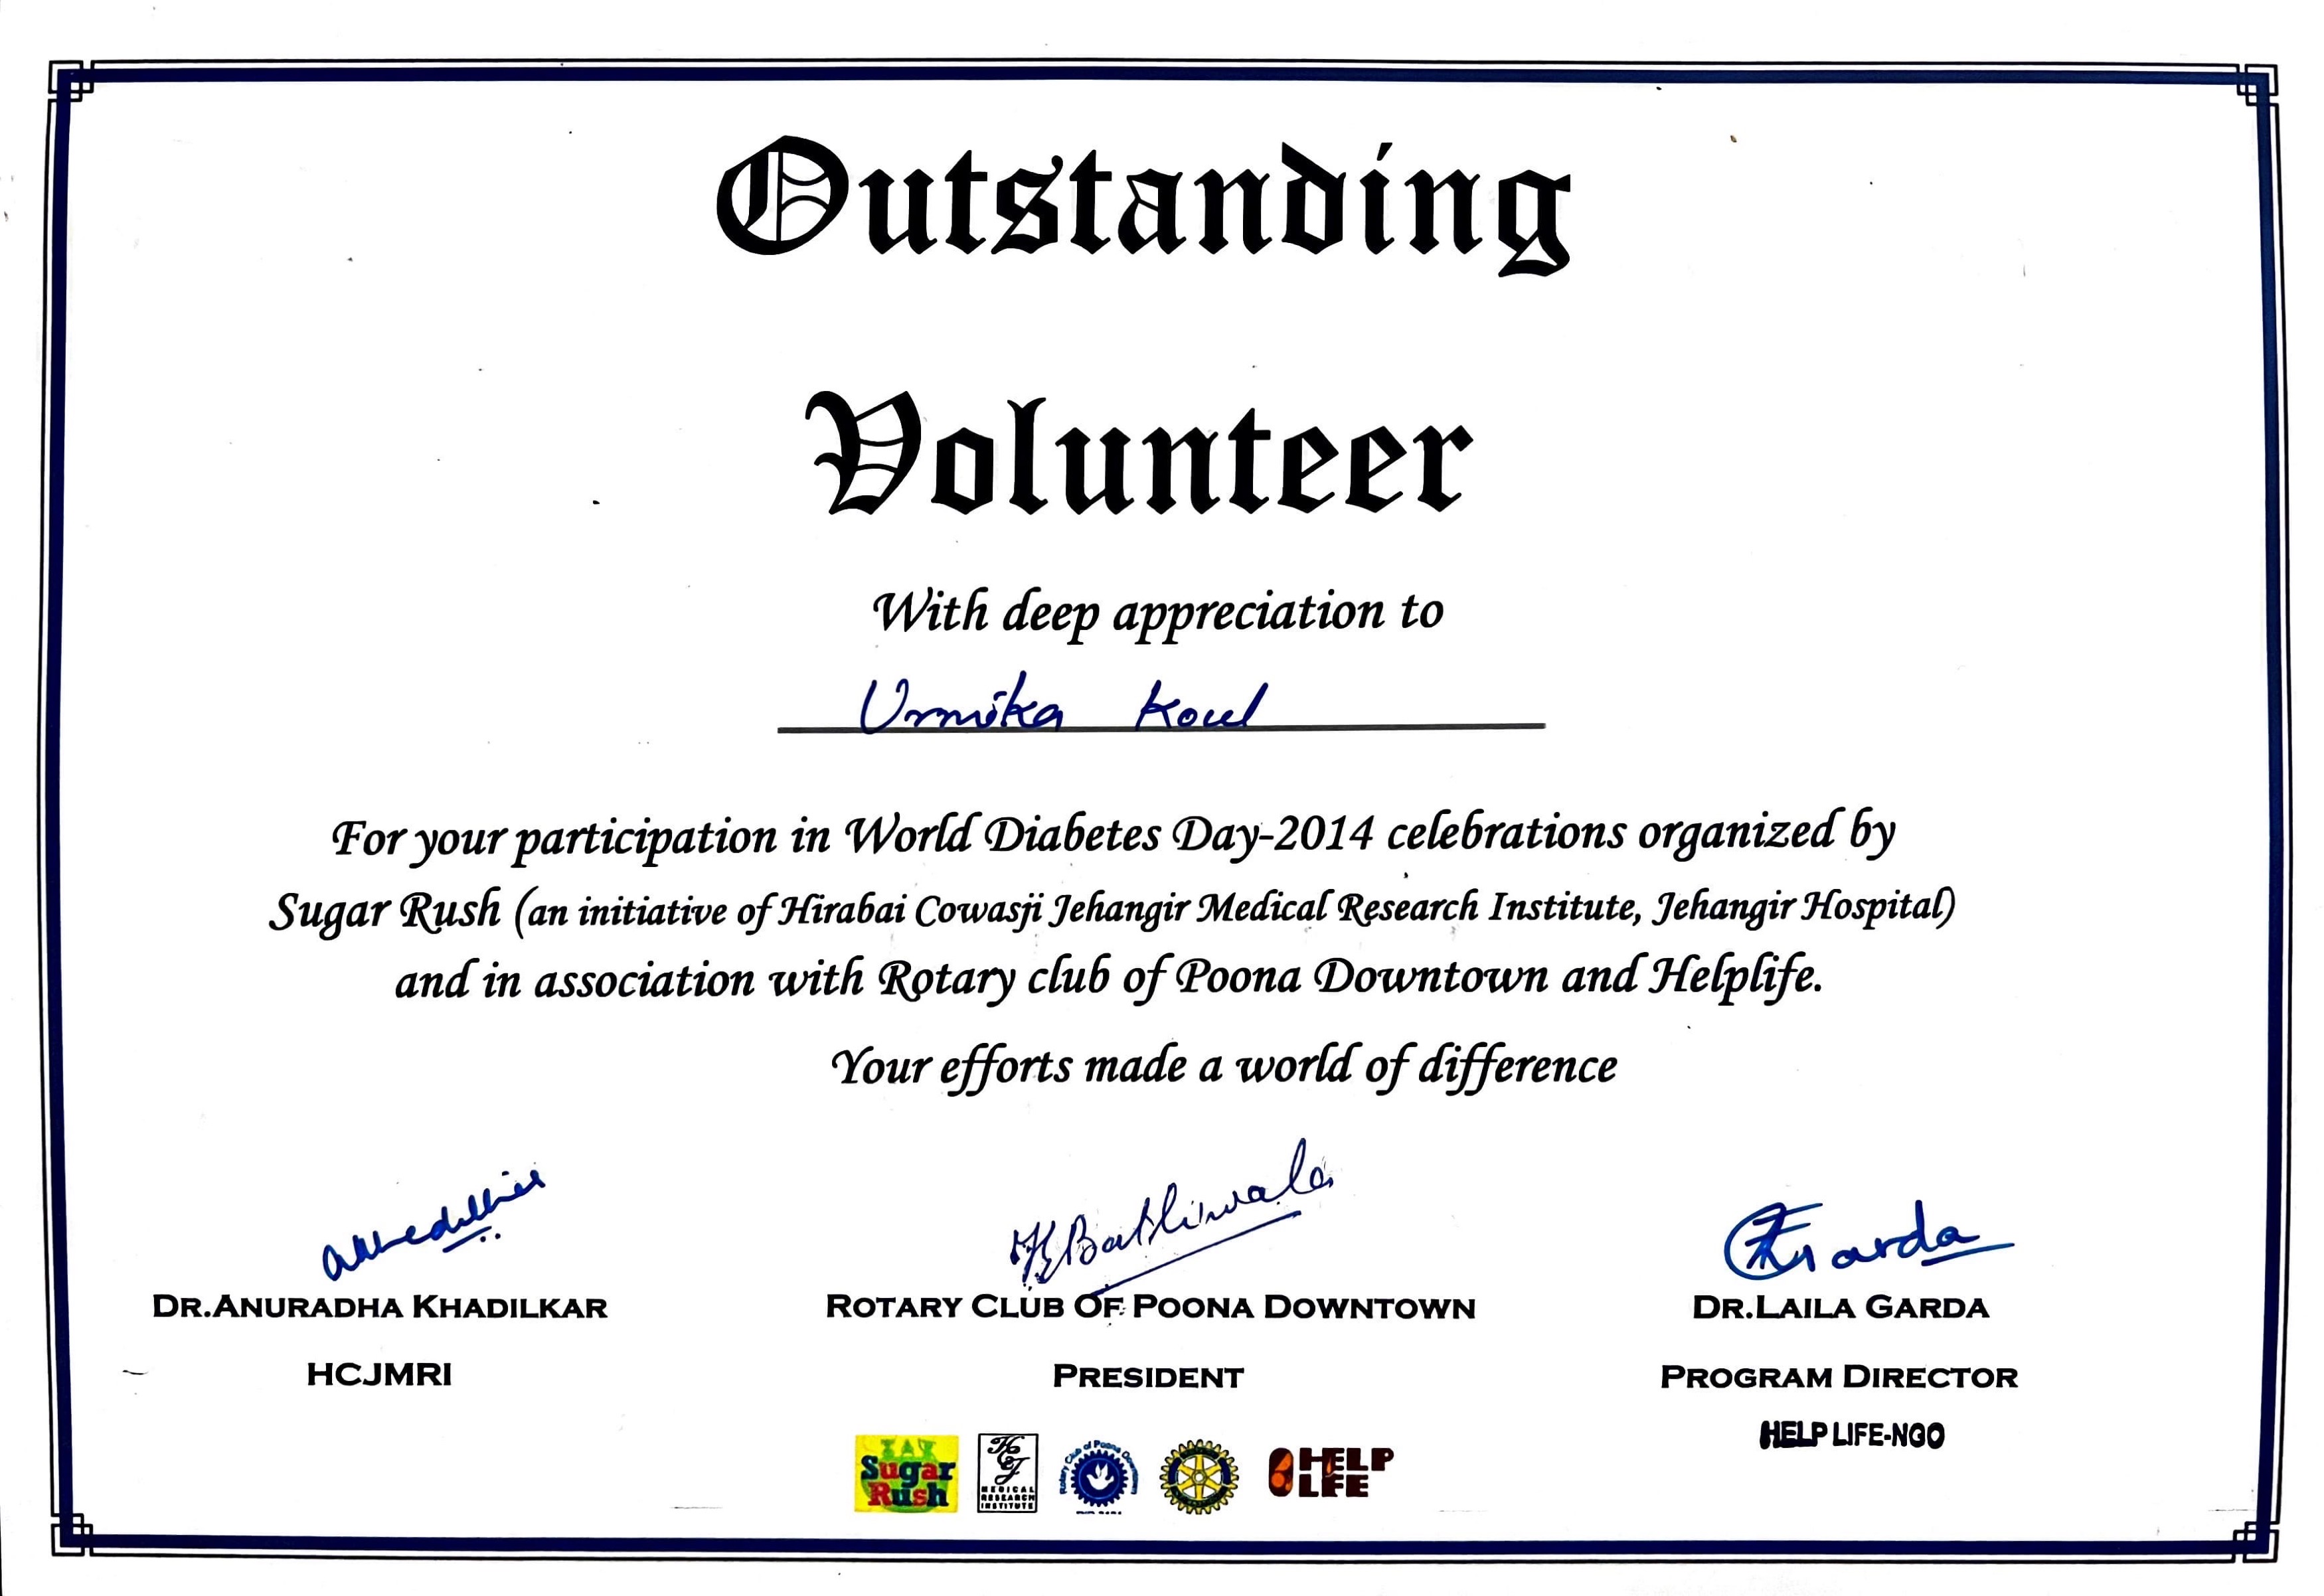 Outstanding
Volunteer
With deep appreciation to
Urmika Koul
For your participation in World Diabetes Day-2014 celebrations organized by
Sugar Rush (an initiative of Hirabai Cowasji Jehangir Medical Research Institute, Jehangir Hospital)
and in association with Rotary club of Poona Downtown and Helplife.
Your efforts made a world of difference
DR.ANURADHA KHADILKAR
ROTARY CLUB OF POONA DOWNTOWN
DR.LAILA GARDA
HCJMRI
PRESIDENT
PROGRAM DIRECTOR
HELP LIFE-NGO
Sugar
Rush
HCJ
MEDICAL
RESEARCH
INSTITUTE
Rotary Club of Poona Downtown
HELP
LIFE